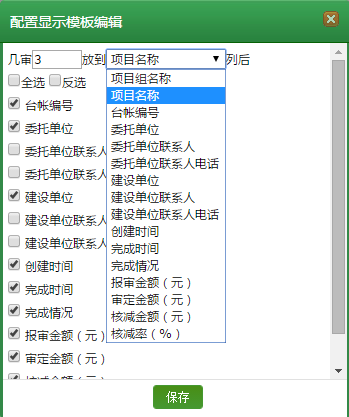 配置显示模板编辑
几审 3 放到 项目名称 列后
全选 反选
台帐编号
委托单位
委托单位联系人
委托单位联系人
建设单位
建设单位联系人
建设单位联系人
创建时间
完成时间
完成情况
报审金额（元）
审定金额（元）
核减金额（元）
项目组名称
项目名称
台帐编号
委托单位
委托单位联系人
委托单位联系人电话
建设单位
建设单位联系人
建设单位联系人电话
创建时间
完成时间
完成情况
报审金额（元）
审定金额（元）
核减金额（元）
核减率（%）
保存